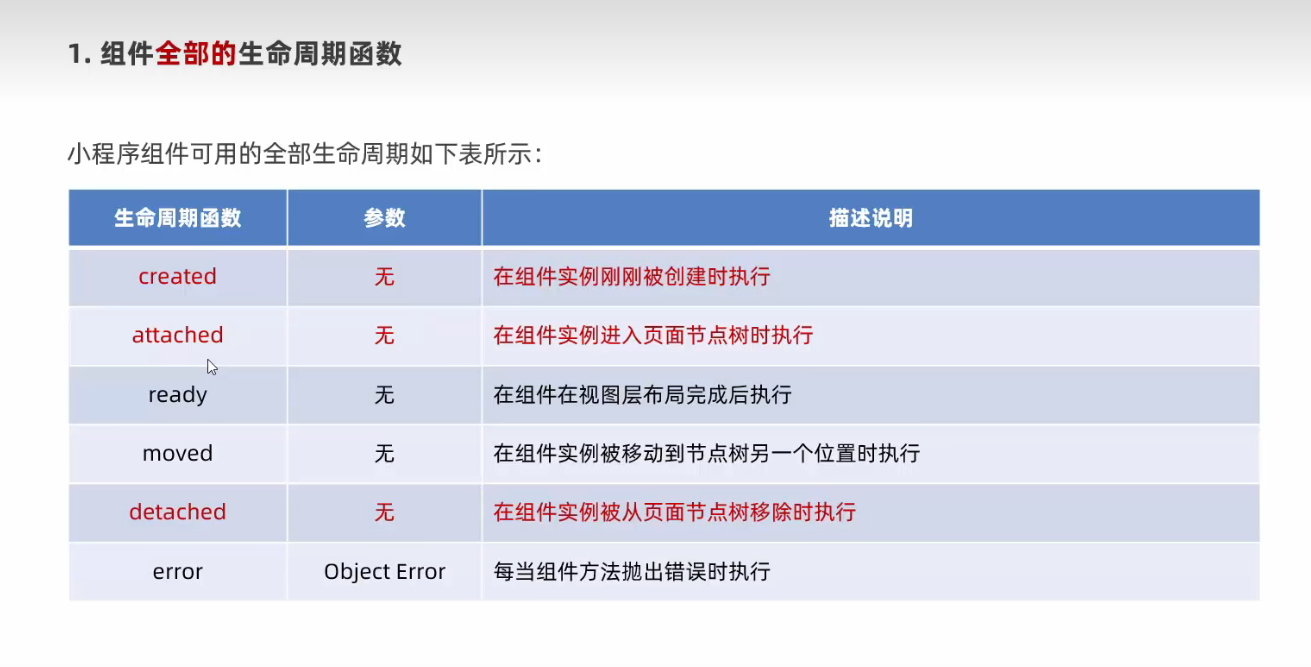 1. 组件全部的生命周期函数
小程序组件可用的全部生命周期如下表所示：
生命周期函数 参数 描述说明
created 无 在组件实例刚刚被创建时执行
attached 无 在组件实例进入页面节点树时执行
ready 无 在组件在视图层布局完成后执行
moved 无 在组件实例被移动到节点树另一个位置时执行
detached 无 在组件实例被从页面节点树移除时执行
error Object Error 每当组件方法抛出错误时执行